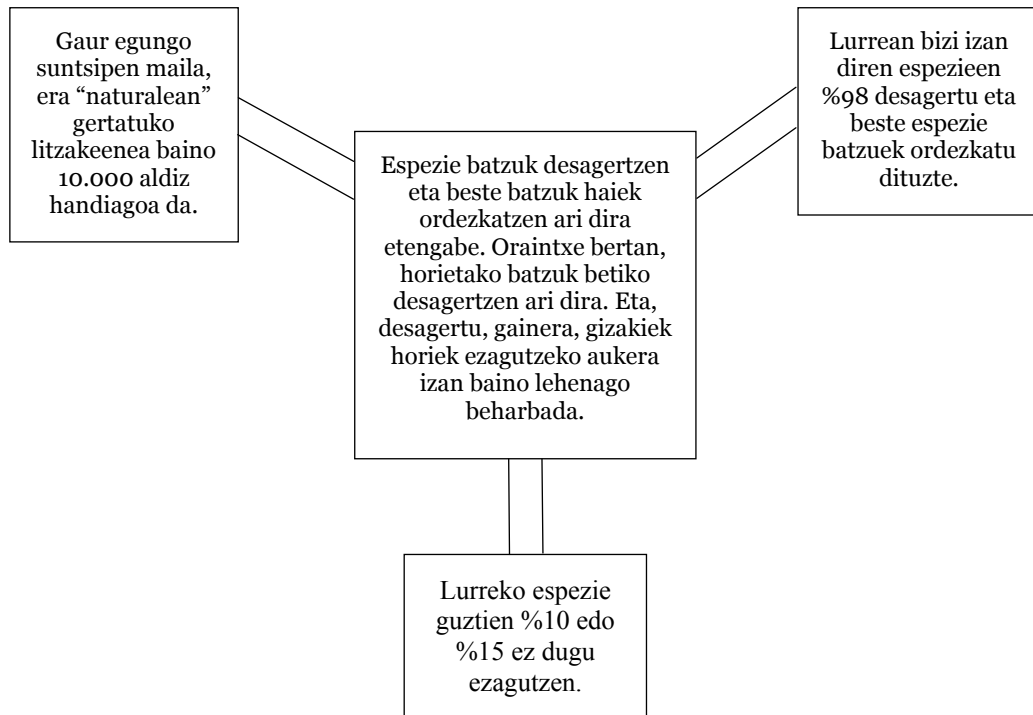 Gaur egungo
suntsipen maila,
era “naturalean”
gertatuko
litzakeenea baino
10.000 aldiz
handiagoa da.
Lurrean bizi izan
diren espezieen
%98 desagertu eta
beste espezie
batzuek ordezkatu
dituzte.
Espezie batzuk desagertzen
eta beste batzuk haiek
ordezkatzen ari dira
etengabe. Oraintxe bertan,
horietako batzuk betiko
desagertzen ari dira. Eta,
desagertu, gainera, gizakiek
horiek ezagutzeko aukera
izan baino lehenago
beharbada.
Lurreko espezie
guztien %10 edo
%15 ez dugu
ezagutzen.